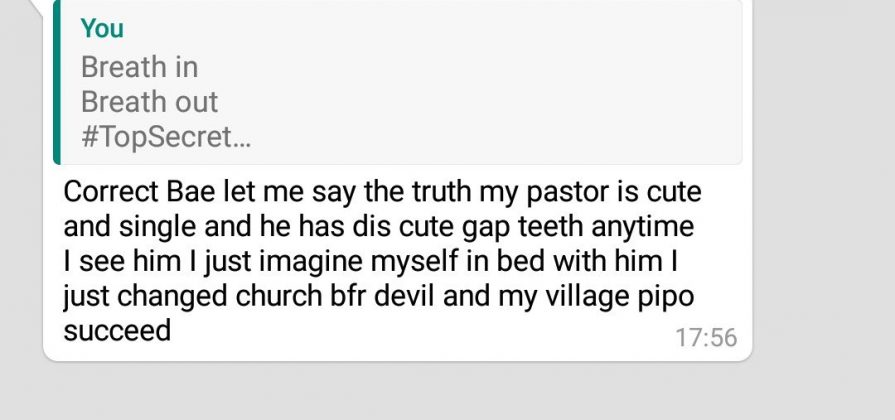 You
Breath in
Breath out
#TopSecret...
Correct Bae let me say the truth my pastor is cute
and single and he has dis cute gap teeth anytime
I see him I just imagine myself in bed with him I
just changed church bfr devil and my village pipo
succeed
17:56